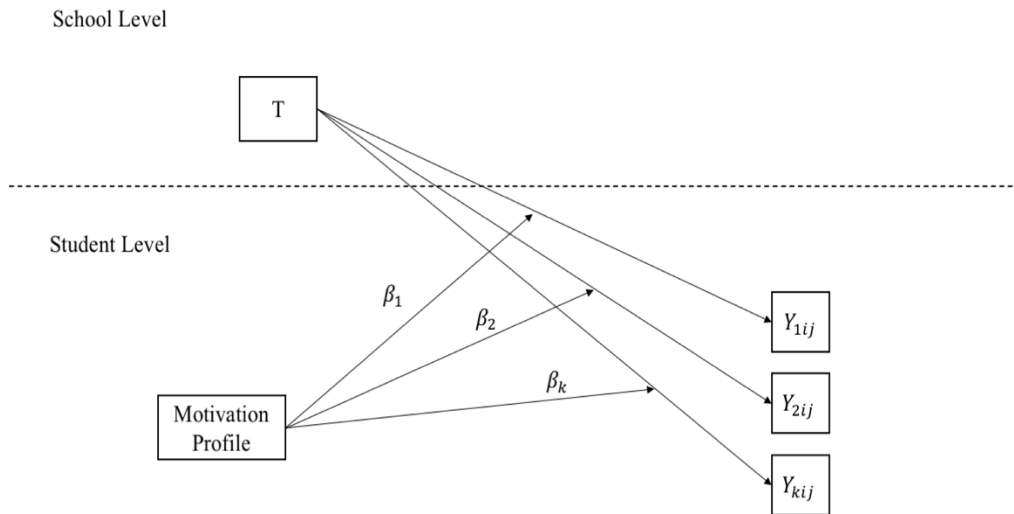 School Level
T
Student Level
β₁
β₂
βₖ
Y₁ᵢⱼ
Y₂ᵢⱼ
Yₖᵢⱼ
Motivation
Profile